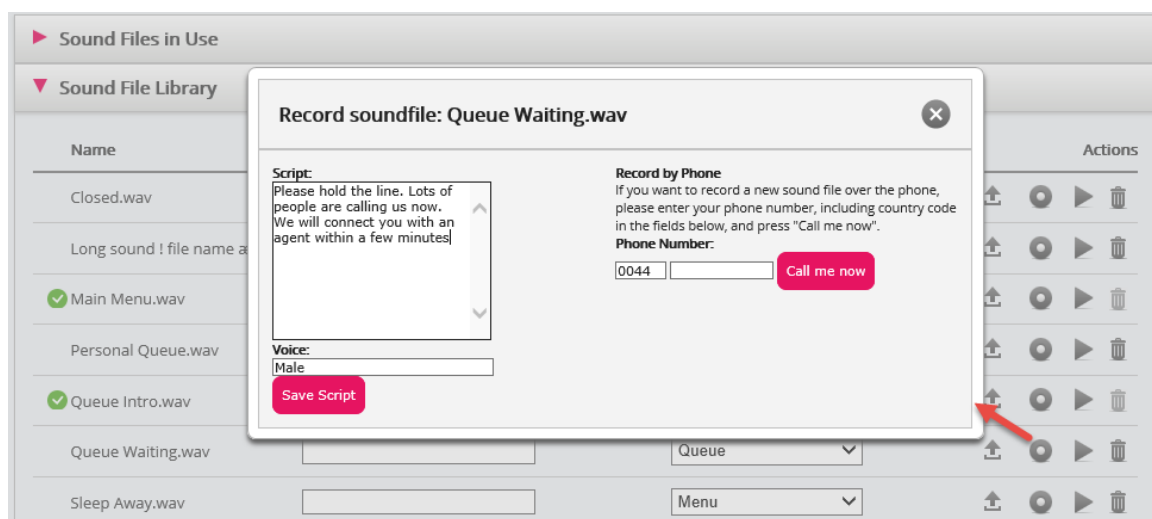 Sound Files in Use
Sound File Library
Record soundfile: Queue Waiting.wav
Name
Actions
Script:
Please hold the line. Lots of
people are calling us now.
We will connect you with an
agent within a few minutes
Voice:
Male
Save Script
Record by Phone
If you want to record a new sound file over the phone,
please enter your phone number, including country code
in the fields below, and press "Call me now".
Phone Number:
0044
Call me now
Closed.wav
Long sound ! file name
Main Menu.wav
Personal Queue.wav
Queue Intro.wav
Queue Waiting.wav
Queue
Sleep Away.wav
Menu